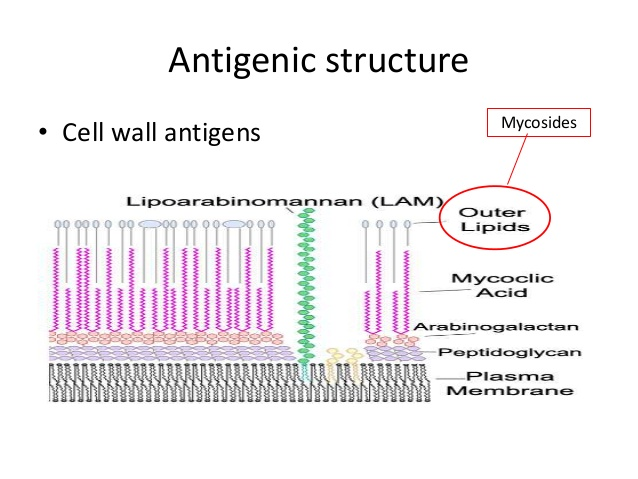 Antigenic structure
• Cell wall antigens
Mycosides
Lipoarabinomannan (LAM)
Outer
Lipids
Mycoclic
Acid
Arabinogalactan
Peptidoglycan
Plasma
Membrane